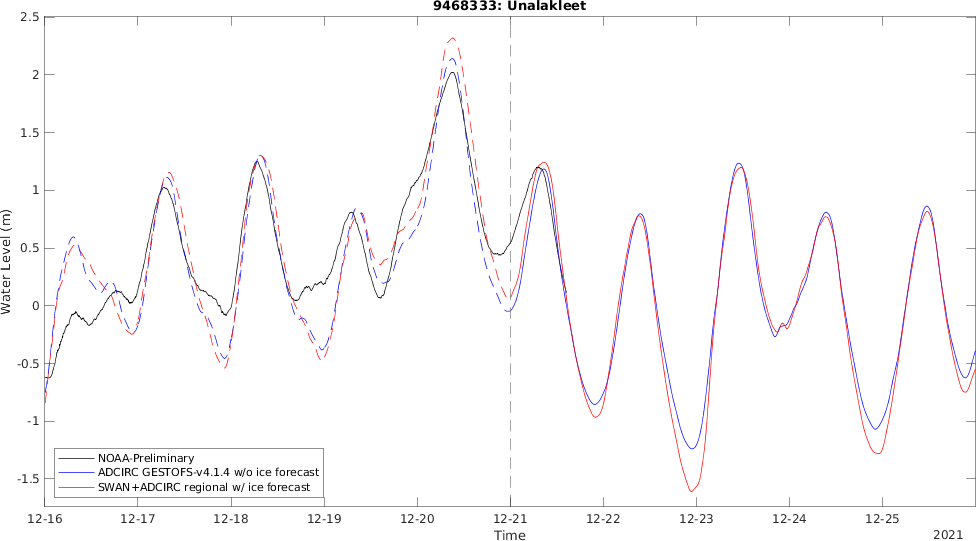 9468333: Unalakleet
2.5
2
1.5
1
0.5
0
-0.5
-1
-1.5
Water Level (m)
NOAA-Preliminary
ADCIRC GESTOFS-v4.1.4 w/o ice forecast
SWAN+ADCIRC regional w/ ice forecast
12-16 12-17 12-18 12-19 12-20 12-21 12-22 12-23 12-24 12-25
Time
2021